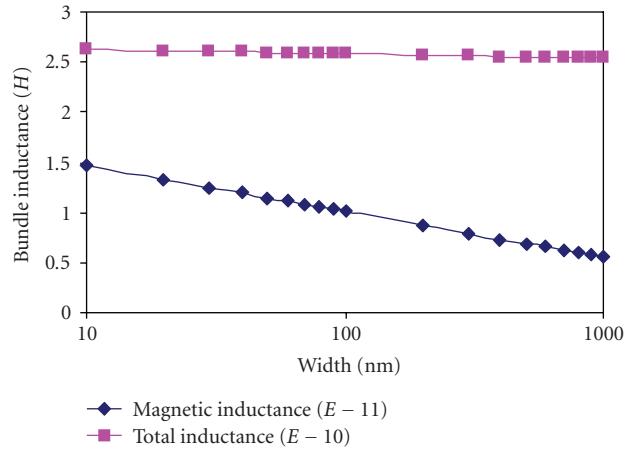 3
2.5
2
1.5
1
0.5
0
10
100
1000
Bundle inductance (H)
Width (nm)
Magnetic inductance (E − 11)
Total inductance (E − 10)